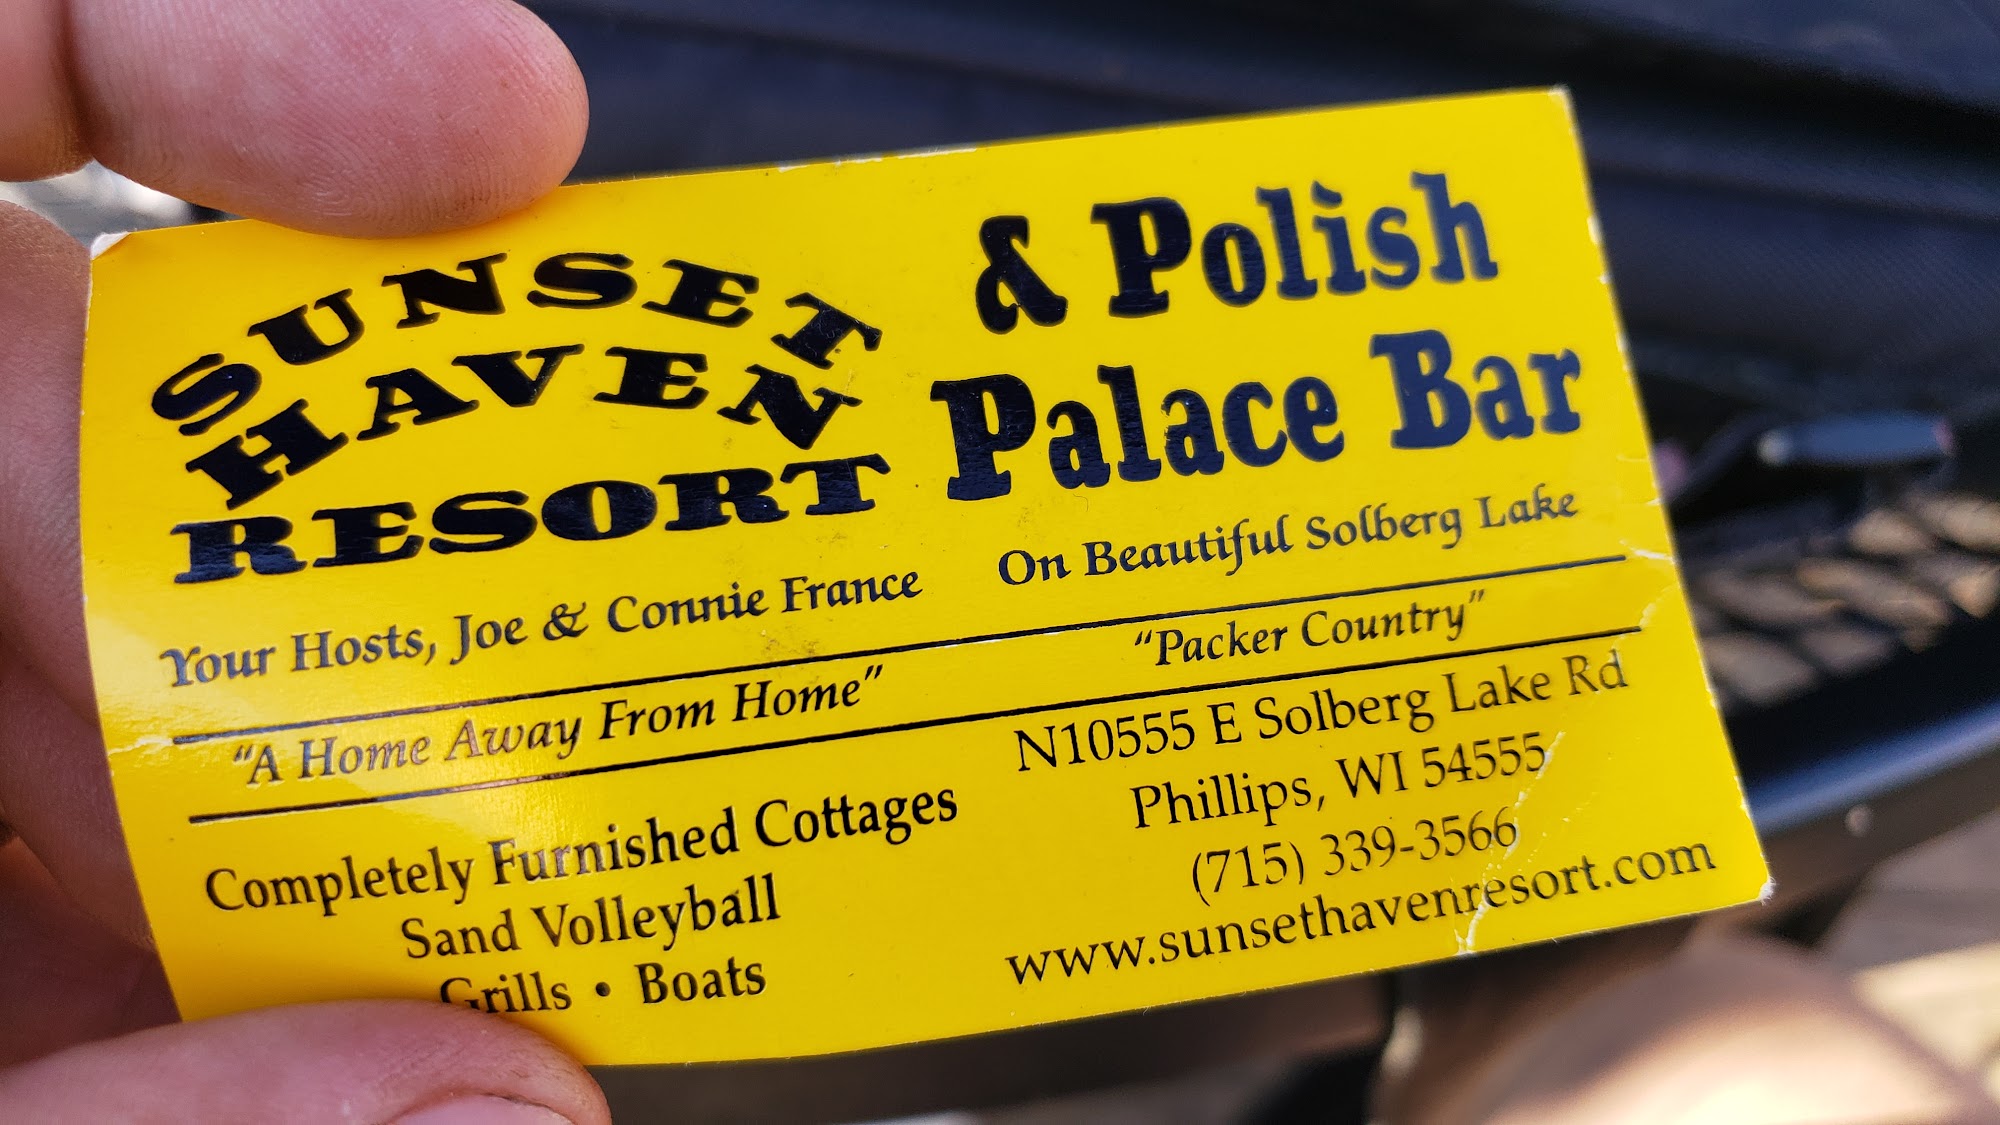 SUNSET
HAVEN
RESORT
& Polish
Palace Bar
Your Hosts, Joe & Connie France
On Beautiful Solberg Lake
"A Home Away From Home"
"Packer Country"
Completely Furnished Cottages
Sand Volleyball
Grills • Boats
N10555 E Solberg Lake Rd
Phillips, WI 54555
(715) 339-3566
www.sunsethavenresort.com